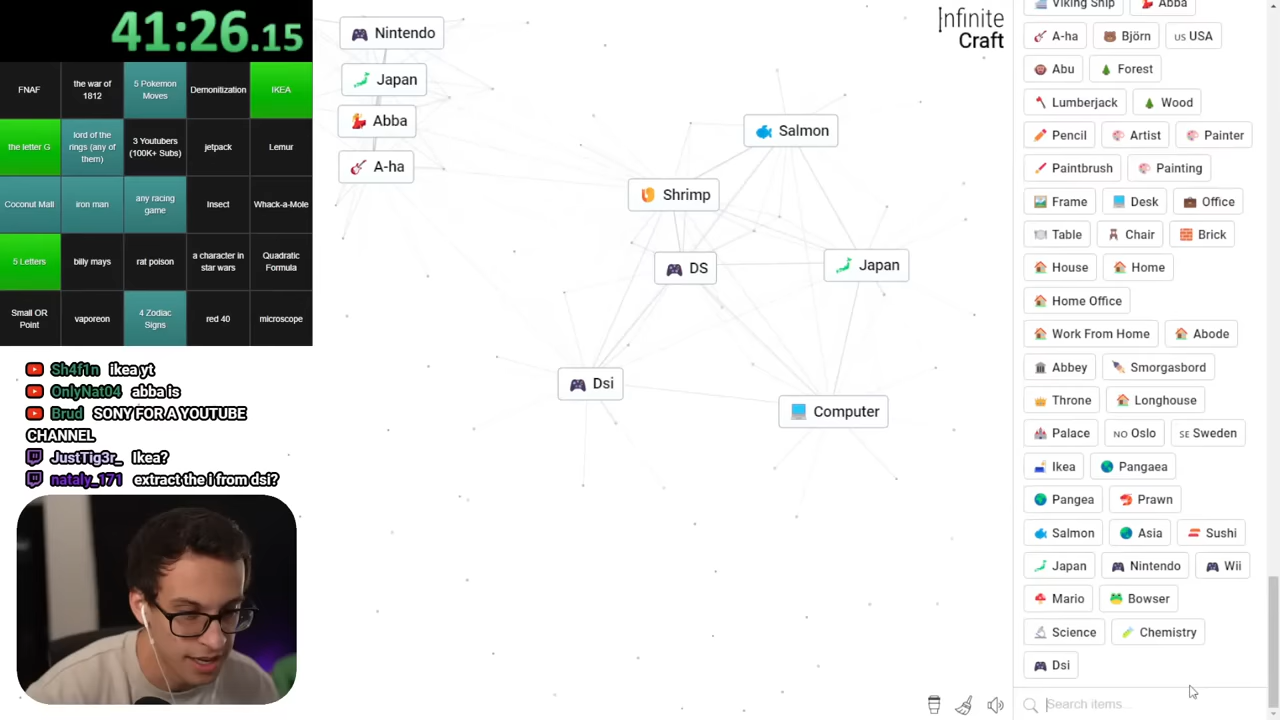 41:26.15
FNAF
the war of
1812
5 Pokemon
Moves
Demonitization
IKEA
the letter G
lord of the
rings (any of
them)
3 Youtubers
(100K+ Subs)
jetpack
Lemur
Coconut Mall
iron man
any racing
game
Insect
Whack-a-Mole
5 Letters
billy mays
rat poison
a character in
star wars
Quadratic
Formula
Small OR
Point
vaporeon
4 Zodiac
Signs
red 40
microscope
Sh4f1n ikea yt
OnlyNat04 abba is
Brud SONY FOR A YOUTUBE
CHANNEL
JustTig3r_ Ikea?
nataly_171 extract the i from dsi?
Nintendo
Japan
Abba
A-ha
Salmon
Shrimp
DS
Japan
Dsi
Computer
Infinite
Craft
Viking Ship Abba
A-ha Björn US USA
Abu Forest
Lumberjack Wood
Pencil Artist Painter
Paintbrush Painting
Frame Desk Office
Table Chair Brick
House Home
Home Office
Work From Home Abode
Abbey Smorgasbord
Throne Longhouse
Palace NO Oslo SE Sweden
Ikea Pangaea
Pangea Prawn
Salmon Asia Sushi
Japan Nintendo Wii
Mario Bowser
Science Chemistry
Dsi
Search items...